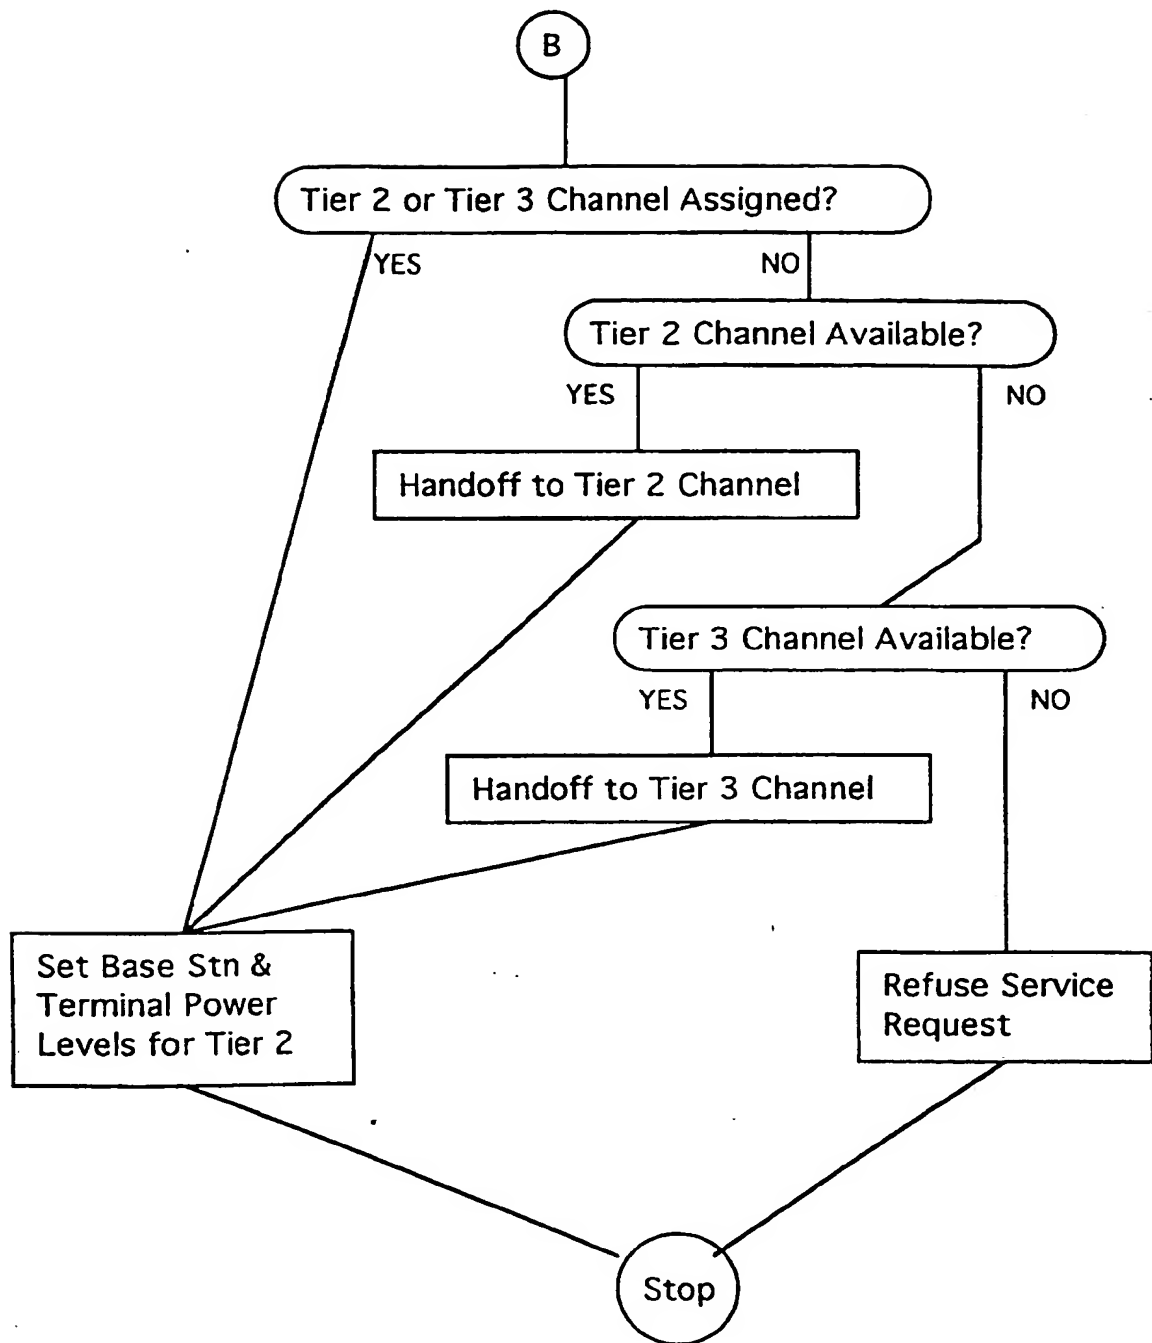 B
Tier 2 or Tier 3 Channel Assigned?
YES
NO
Tier 2 Channel Available?
YES
NO
Handoff to Tier 2 Channel
Tier 3 Channel Available?
YES
NO
Handoff to Tier 3 Channel
Set Base Stn &
Terminal Power
Levels for Tier 2
Refuse Service
Request
Stop